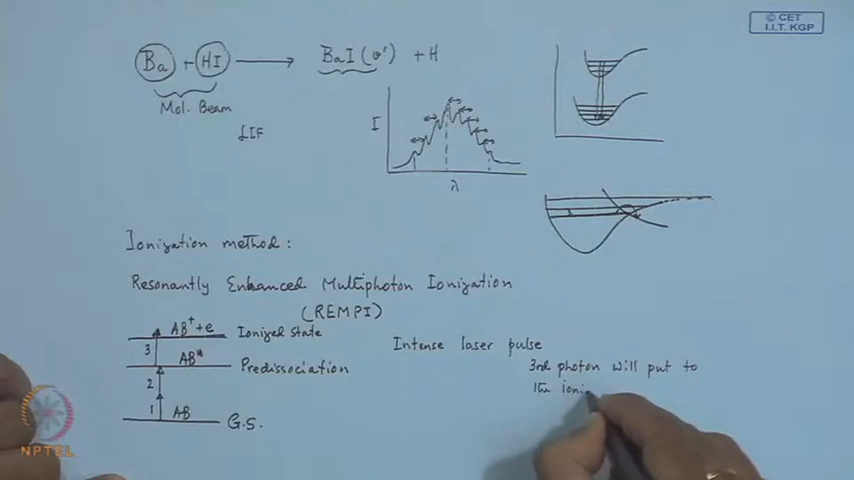 © CET
I.I.T. KGP
Ba + HI → BaI (v') + H
Mol. Beam
LIF
I
λ
Ionization method :
Resonantly Enhanced Multiphoton Ionization
(REMPI)
AB⁺ + e Ionized state
3
Intense laser pulse
AB* Predissociation
3rd photon will put to
2
the ioni
1 AB G.S.
NPTEL